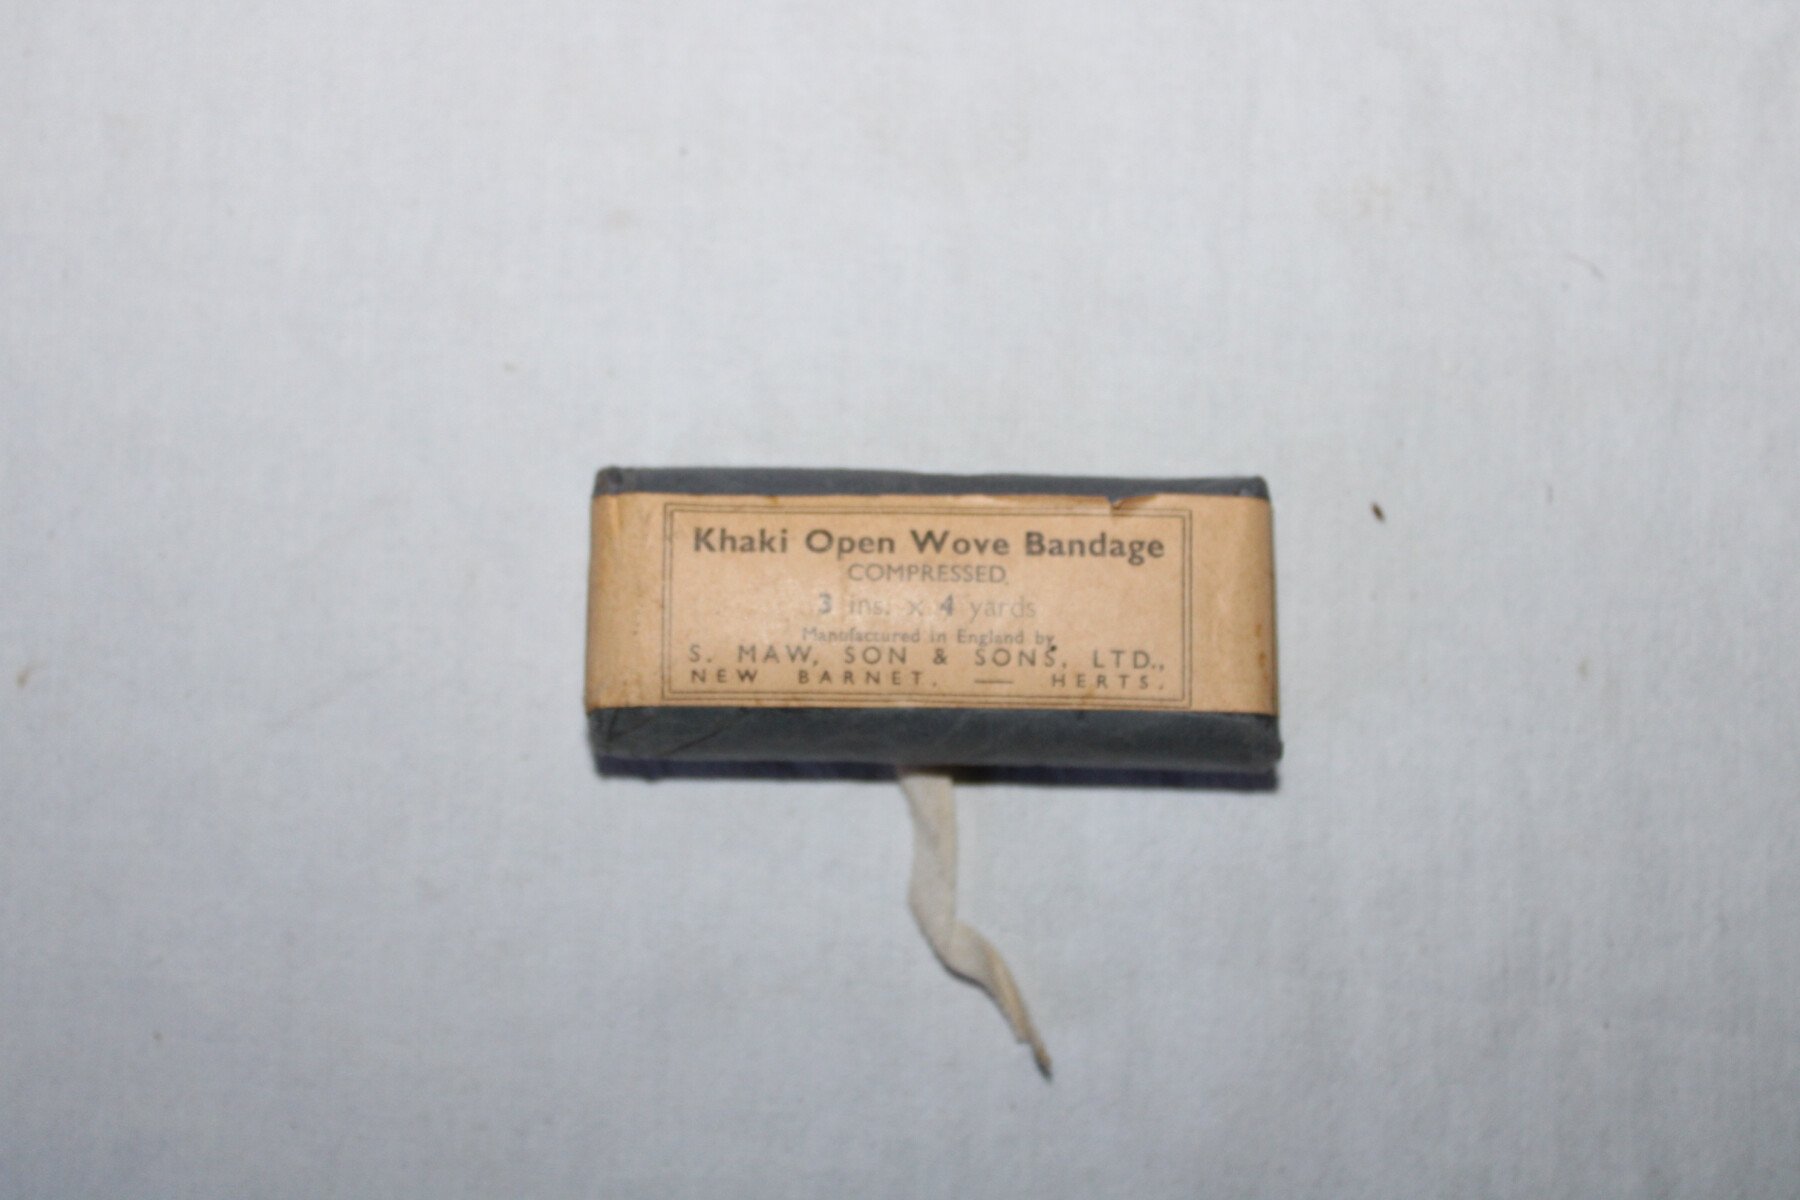 Khaki Open Wove Bandage
COMPRESSED.
3 ins. x 4 yards
Manufactured in England by
S. MAW, SON & SONS, LTD.,
NEW BARNET. — HERTS.